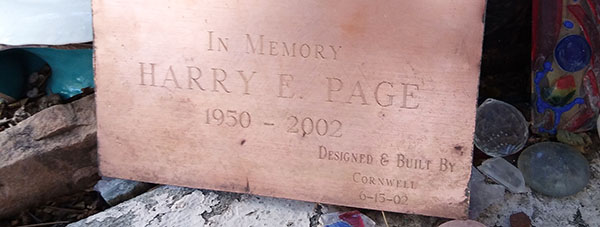 In Memory
HARRY E. PAGE
1950 - 2002
Designed & Built By
Cornwell
6-15-02